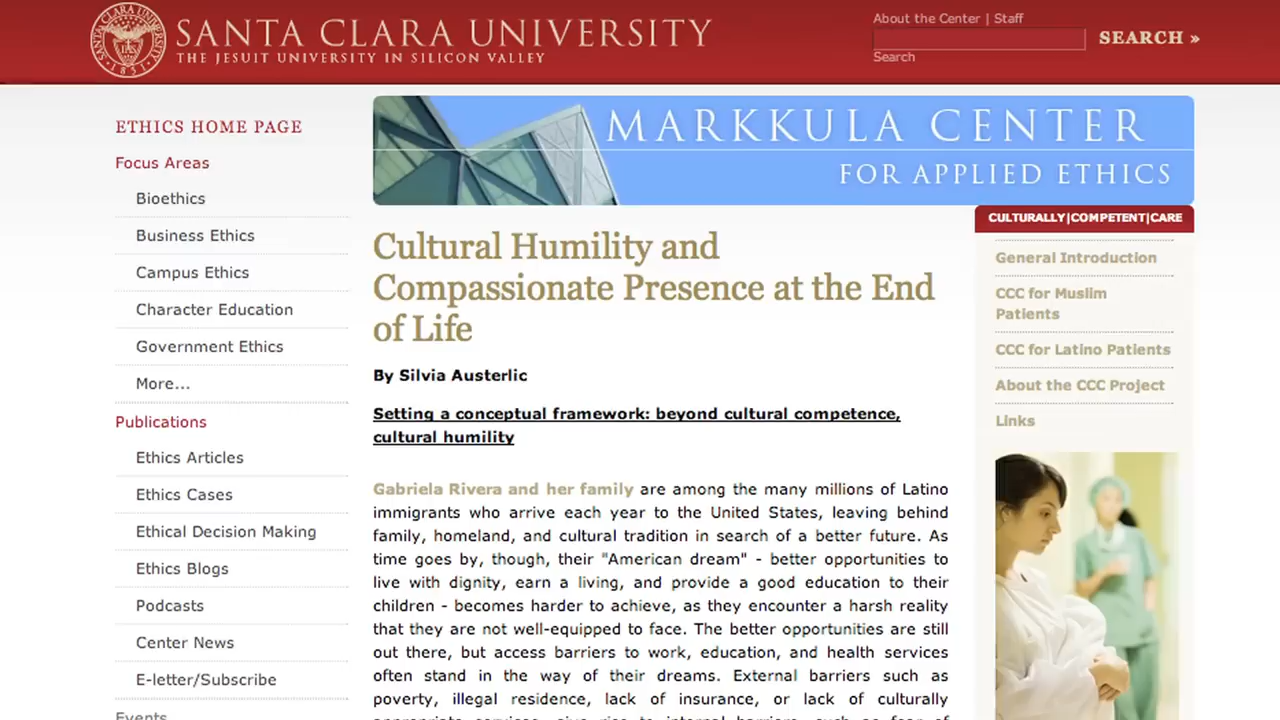 SANTA CLARA UNIVERSITY
THE JESUIT UNIVERSITY IN SILICON VALLEY
About the Center | Staff
SEARCH »
Search
ETHICS HOME PAGE
Focus Areas
Bioethics
Business Ethics
Campus Ethics
Character Education
Government Ethics
More...
Publications
Ethics Articles
Ethics Cases
Ethical Decision Making
Ethics Blogs
Podcasts
Center News
E-letter/Subscribe
Events
MARKKULA CENTER
FOR APPLIED ETHICS
Cultural Humility and
Compassionate Presence at the End
of Life
By Silvia Austerlic
Setting a conceptual framework: beyond cultural competence,
cultural humility
Gabriela Rivera and her family are among the many millions of Latino
immigrants who arrive each year to the United States, leaving behind
family, homeland, and cultural tradition in search of a better future. As
time goes by, though, their "American dream" - better opportunities to
live with dignity, earn a living, and provide a good education to their
children - becomes harder to achieve, as they encounter a harsh reality
that they are not well-equipped to face. The better opportunities are still
out there, but access barriers to work, education, and health services
often stand in the way of their dreams. External barriers such as
poverty, illegal residence, lack of insurance, or lack of culturally
CULTURALLY|COMPETENT|CARE
General Introduction
CCC for Muslim
Patients
CCC for Latino Patients
About the CCC Project
Links